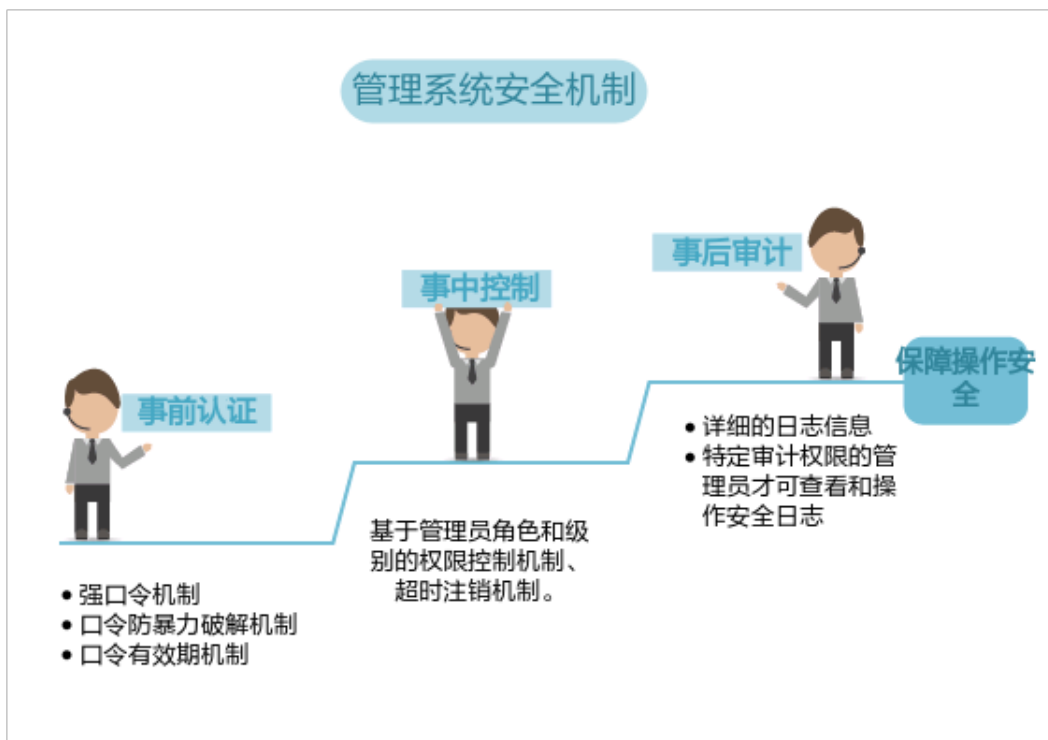 管理系统安全机制
事前认证
● 强口令机制
● 口令防暴力破解机制
● 口令有效期机制
事中控制
基于管理员角色和级
别的权限控制机制、
超时注销机制。
事后审计
● 详细的日志信息
● 特定审计权限的管
理员才可查看和操
作安全日志
保障操作安
全